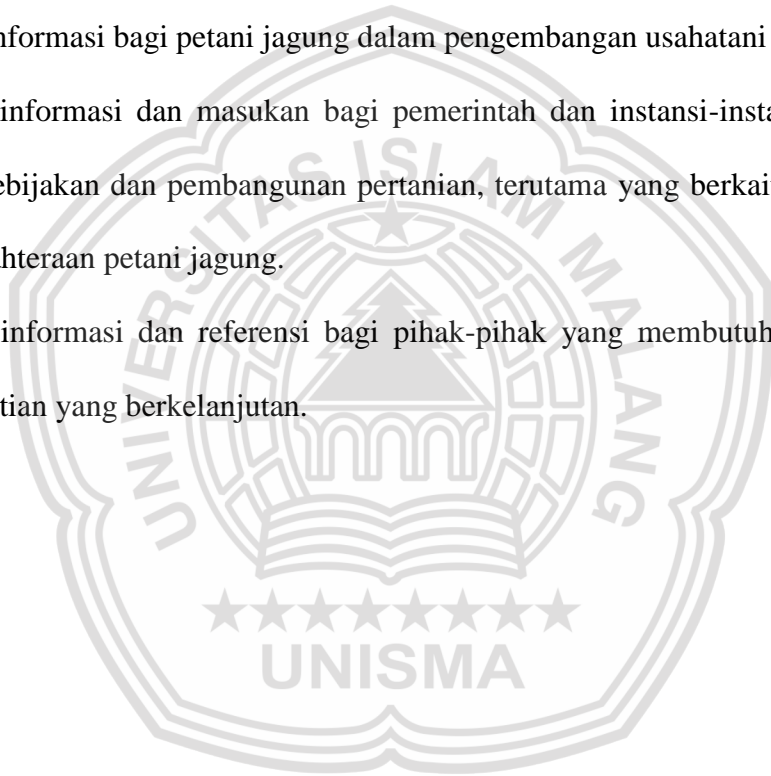 nformasi bagi petani jagung dalam pengembangan usahatani
informasi dan masukan bagi pemerintah dan instansi-insta
ebijakan dan pembangunan pertanian, terutama yang berkai
ahteraan petani jagung.
informasi dan referensi bagi pihak-pihak yang membutuh
tian yang berkelanjutan.
UNIVERSITAS ISLAM MALANG
UNISMA